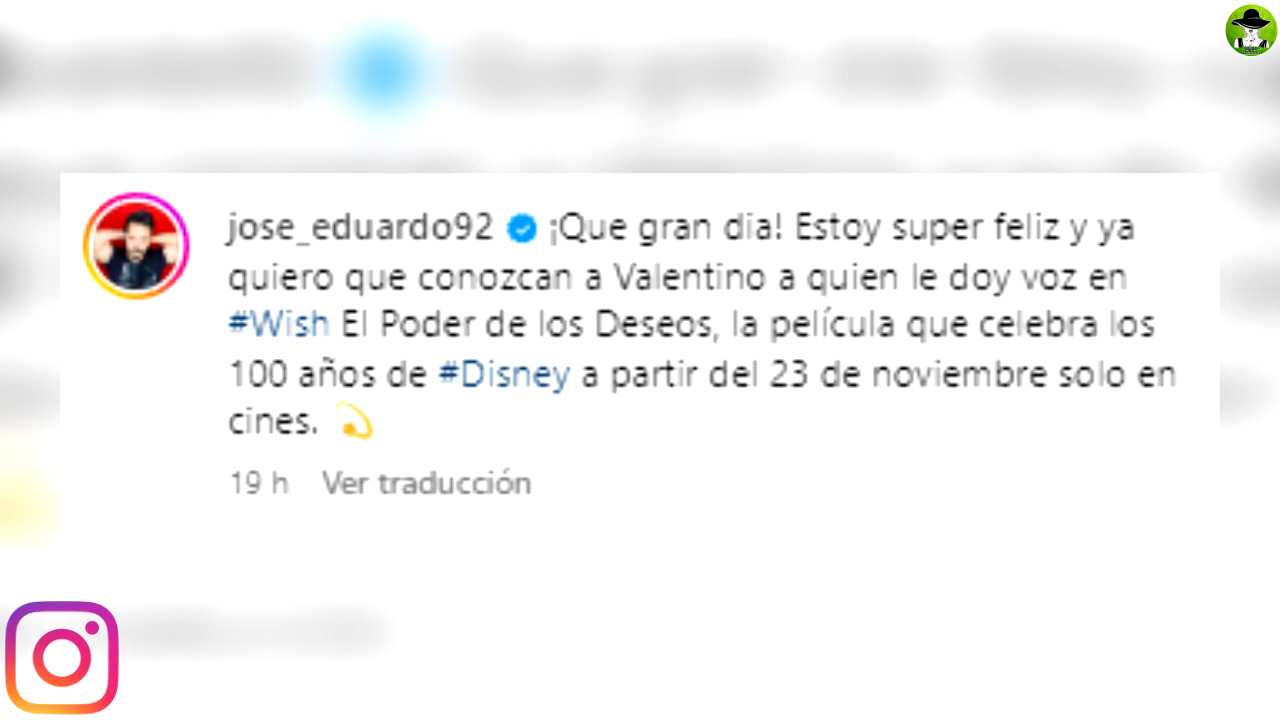 jose_eduardo92 ¡Que gran dia! Estoy super feliz y ya
quiero que conozcan a Valentino a quien le doy voz en
#Wish El Poder de los Deseos, la película que celebra los
100 años de #Disney a partir del 23 de noviembre solo en
cines. 💫
19 h Ver traducción